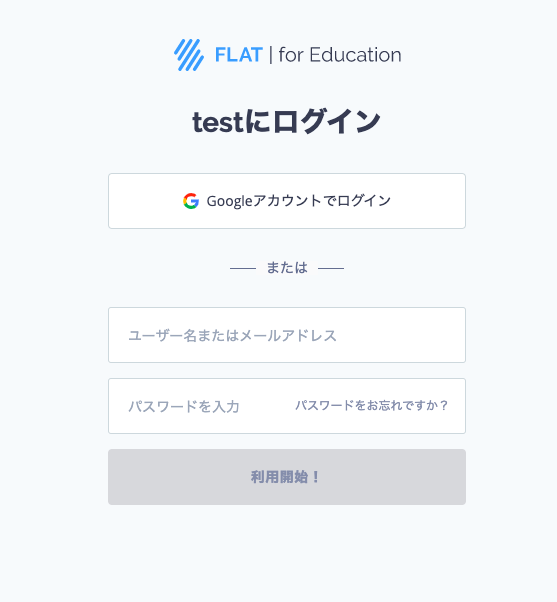 FLAT | for Education
testにログイン
Googleアカウントでログイン
または
ユーザー名またはメールアドレス
パスワードを入力 パスワードをお忘れですか？
利用開始！